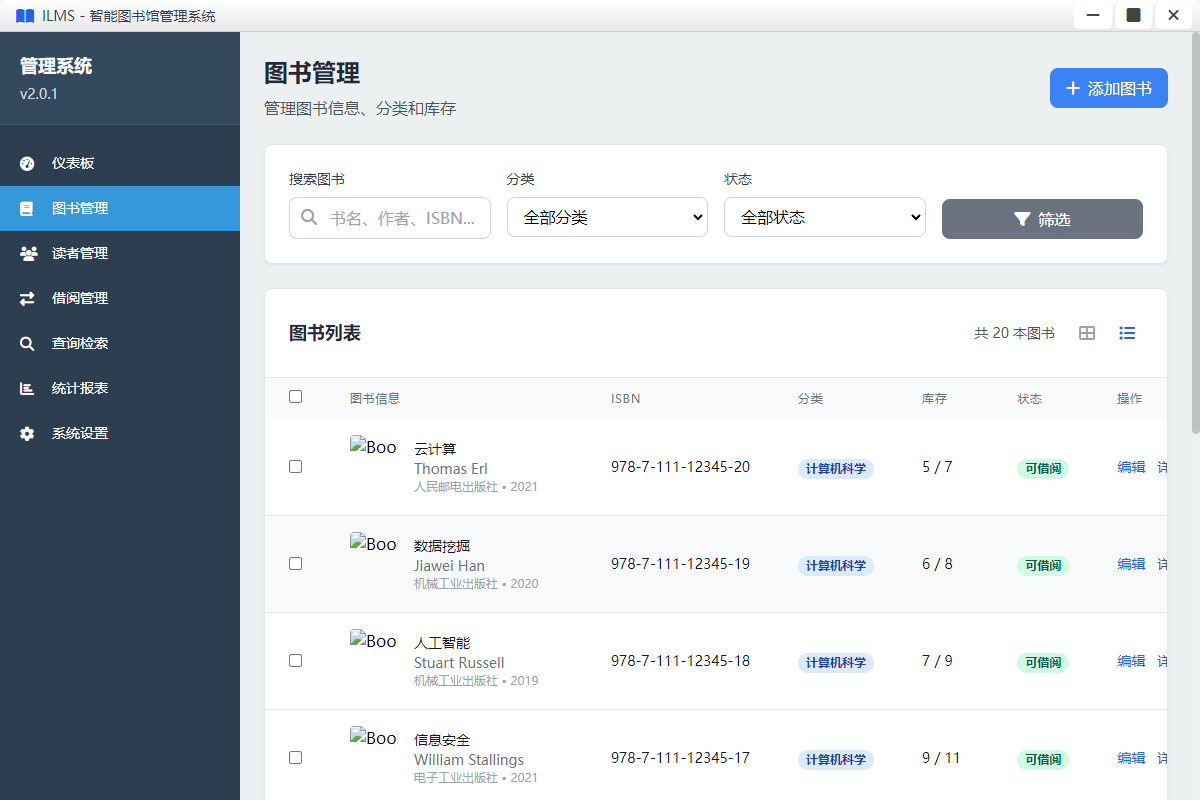 ILMS - 智能图书馆管理系统
管理系统
v2.0.1
仪表板
图书管理
读者管理
借阅管理
查询检索
统计报表
系统设置
图书管理
管理图书信息、分类和库存
添加图书
搜索图书
分类
状态
书名、作者、ISBN...
全部分类
全部状态
筛选
图书列表
共 20 本图书
图书信息
ISBN
分类
库存
状态
操作
Boo
云计算
Thomas Erl
人民邮电出版社 • 2021
978-7-111-12345-20
计算机科学
5 / 7
可借阅
编辑
Boo
数据挖掘
Jiawei Han
机械工业出版社 • 2020
978-7-111-12345-19
计算机科学
6 / 8
可借阅
编辑
Boo
人工智能
Stuart Russell
机械工业出版社 • 2019
978-7-111-12345-18
计算机科学
7 / 9
可借阅
编辑
Boo
信息安全
William Stallings
电子工业出版社 • 2021
978-7-111-12345-17
计算机科学
9 / 11
可借阅
编辑